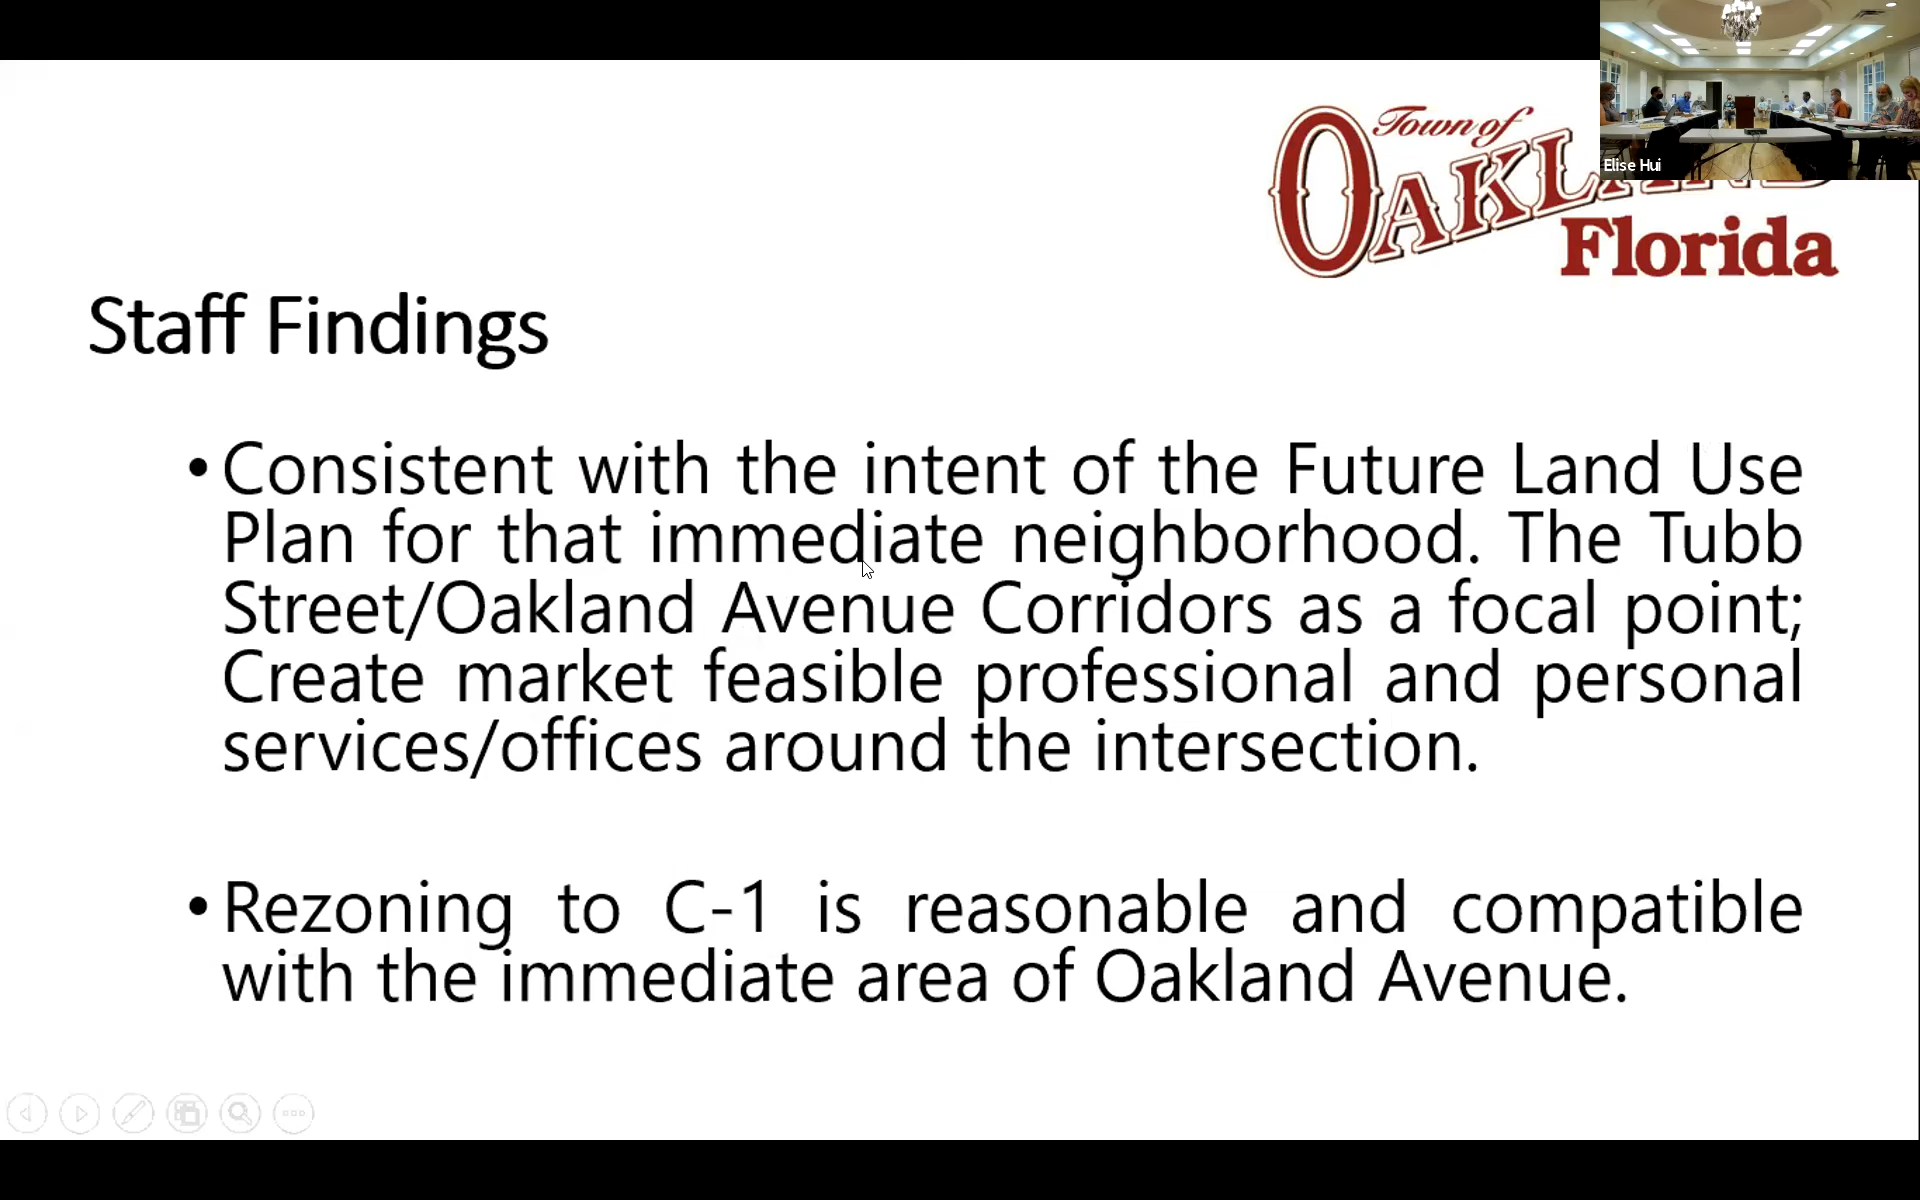 Town of
OAKLAND
Florida
Elise Hui
Staff Findings
• Consistent with the intent of the Future Land Use
Plan for that immediate neighborhood. The Tubb
Street/Oakland Avenue Corridors as a focal point;
Create market feasible professional and personal
services/offices around the intersection.
• Rezoning to C-1 is reasonable and compatible
with the immediate area of Oakland Avenue.